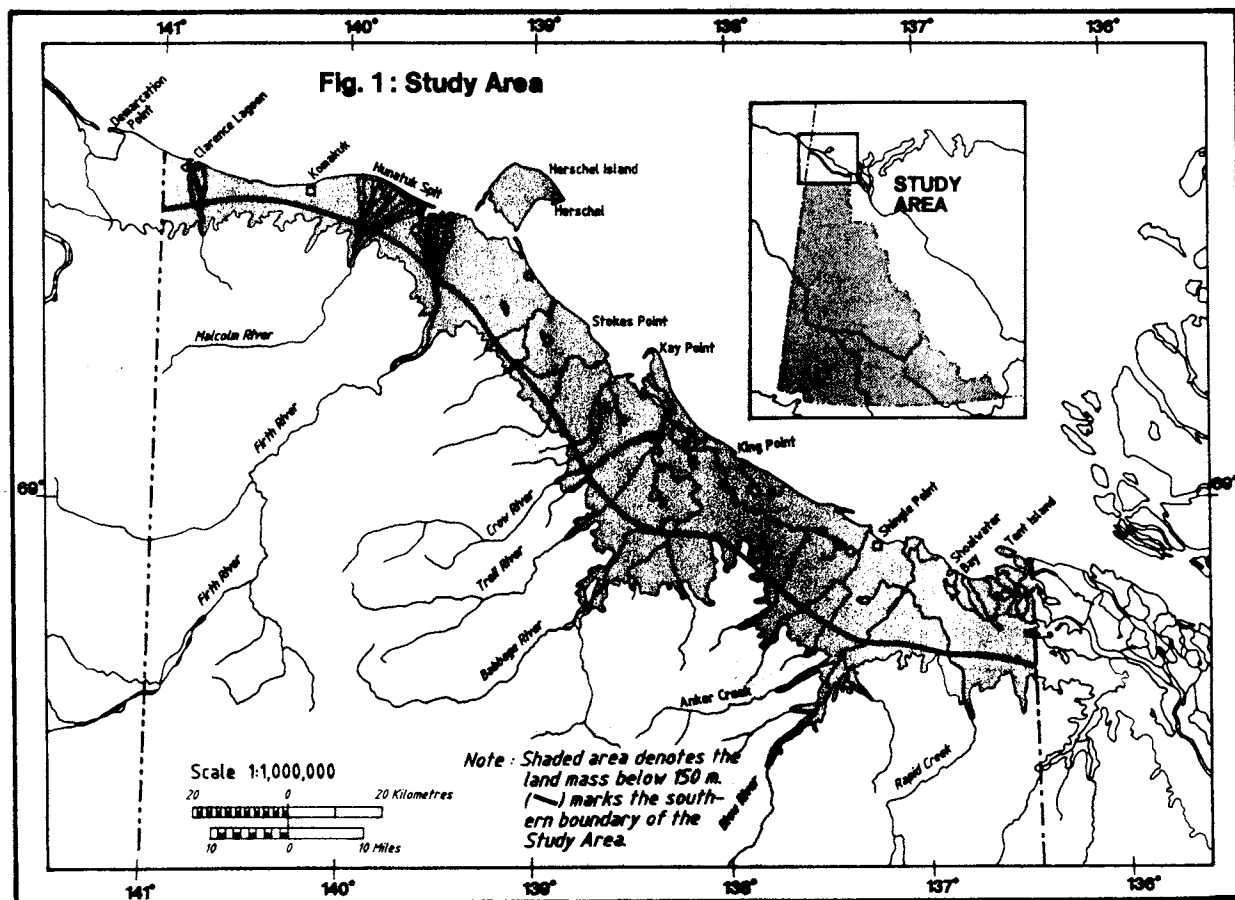 141° 140° 139° 138° 137° 136°
Fig. 1 : Study Area
Demarcation
Point
Clarence Lagoon
Komakuk
Nunaluk Spit
Herschel Island
Herschel
STUDY
AREA
Malcolm River
Stokes Point
Kay Point
Firth River
King Point
69°
69°
Crow River
Shingle Point
Shoalwater
Bay
Tent Island
Trail River
Firth River
Babbage River
Anker Creek
Rapid Creek
Blow River
Scale 1:1,000,000
20 0 20 Kilometres
10 0 10 Miles
Note : Shaded area denotes the
land mass below 150 m.
( ) marks the south-
ern boundary of the
Study Area.
141° 140° 139° 138° 137° 136°